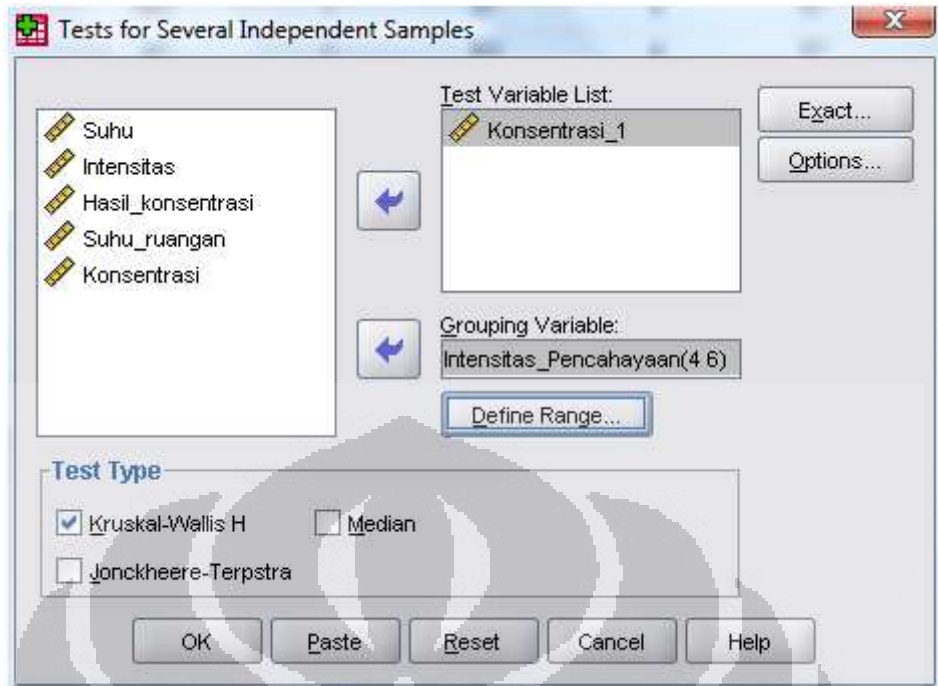 Tests for Several Independent Samples
Suhu
Intensitas
Hasil_konsentrasi
Suhu_ruangan
Konsentrasi
Test Variable List:
Konsentrasi_1
Exact...
Options...
Grouping Variable:
Intensitas_Pencahayaan(4 6)
Define Range...
Test Type
Kruskal-Wallis H
Median
Jonckheere-Terpstra
OK
Paste
Reset
Cancel
Help